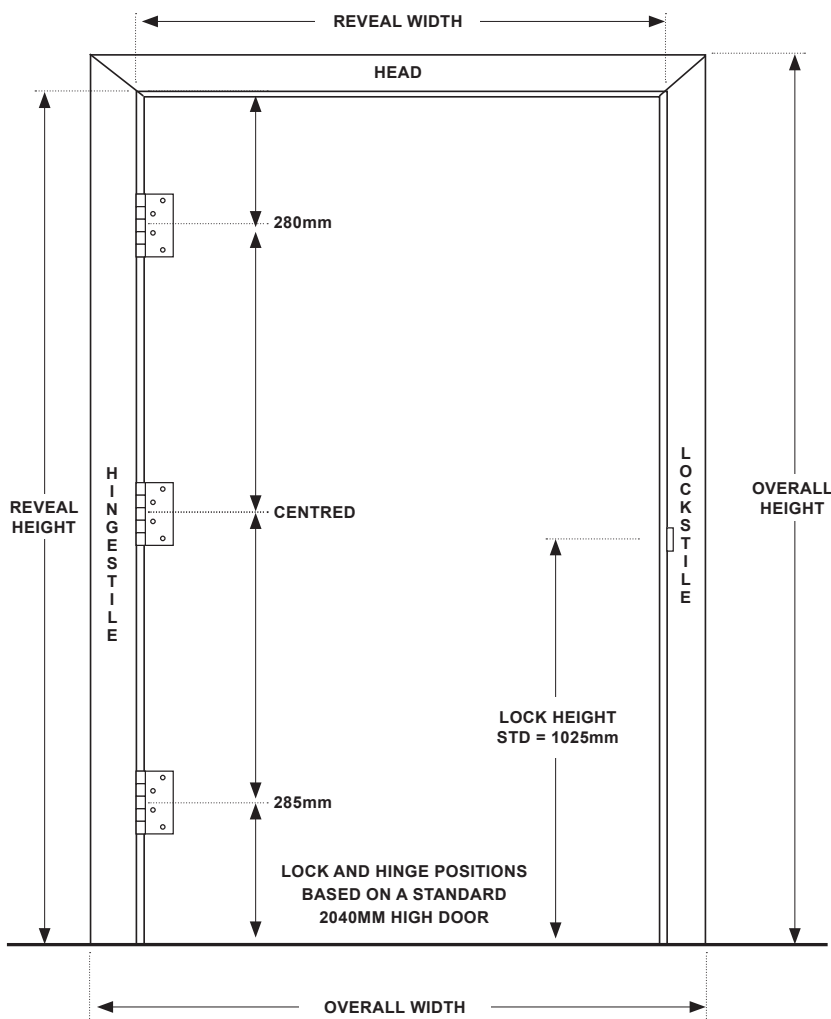 REVEAL WIDTH
HEAD
280mm
HINGESTILE
REVEAL
HEIGHT
CENTRED
LOCKSTILE
OVERALL
HEIGHT
LOCK HEIGHT
STD = 1025mm
285mm
LOCK AND HINGE POSITIONS
BASED ON A STANDARD
2040MM HIGH DOOR
OVERALL WIDTH